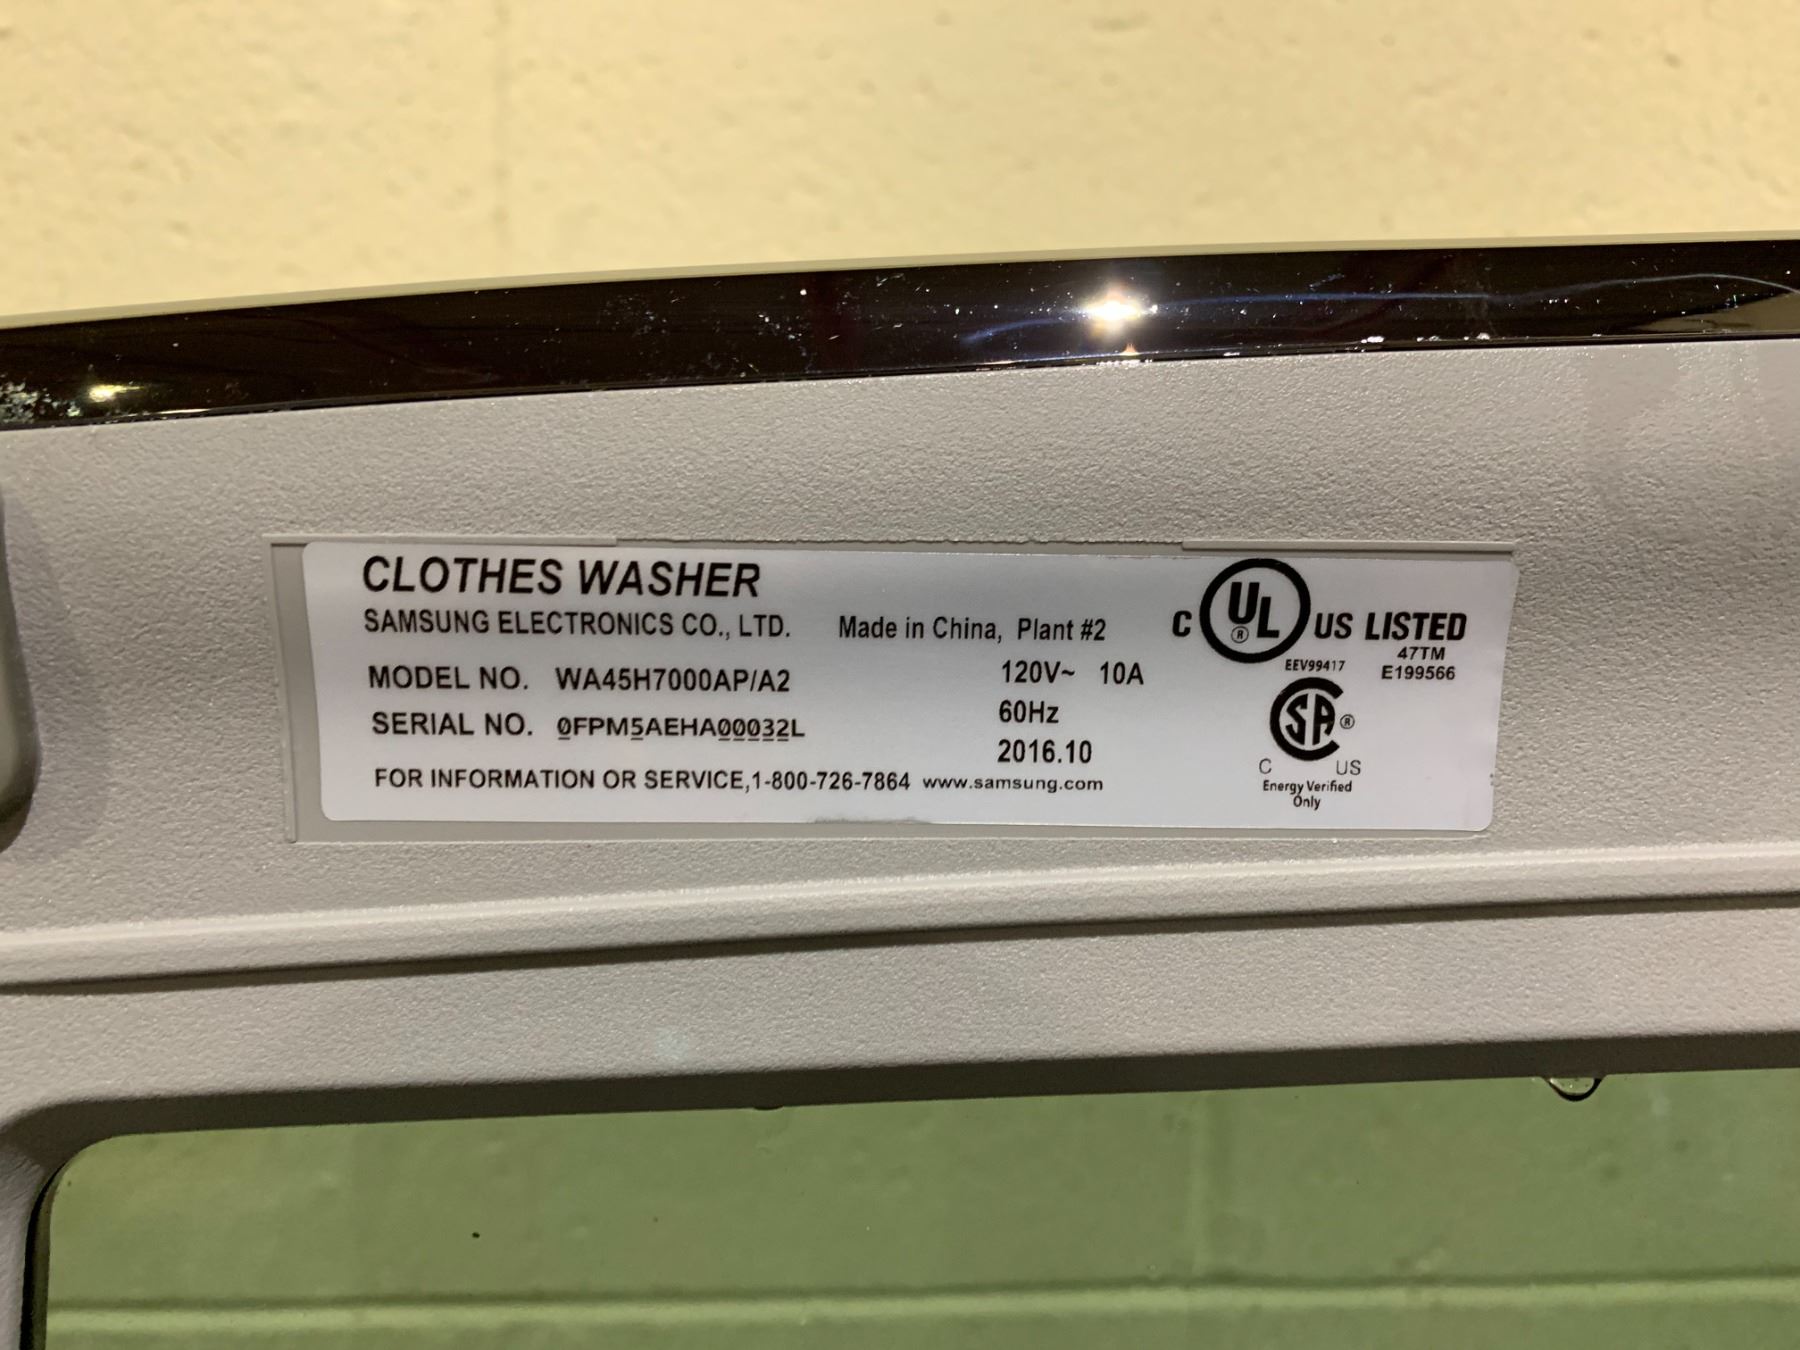 CLOTHES WASHER
SAMSUNG ELECTRONICS CO., LTD. Made in China, Plant #2
MODEL NO. WA45H7000AP/A2 120V~ 10A
SERIAL NO. 0FPM5AEHA00032L 60Hz
2016.10
FOR INFORMATION OR SERVICE,1-800-726-7864 www.samsung.com
C UL ® US LISTED
47TM
EEV99417 E199566
SA ®
C US
Energy Verified
Only